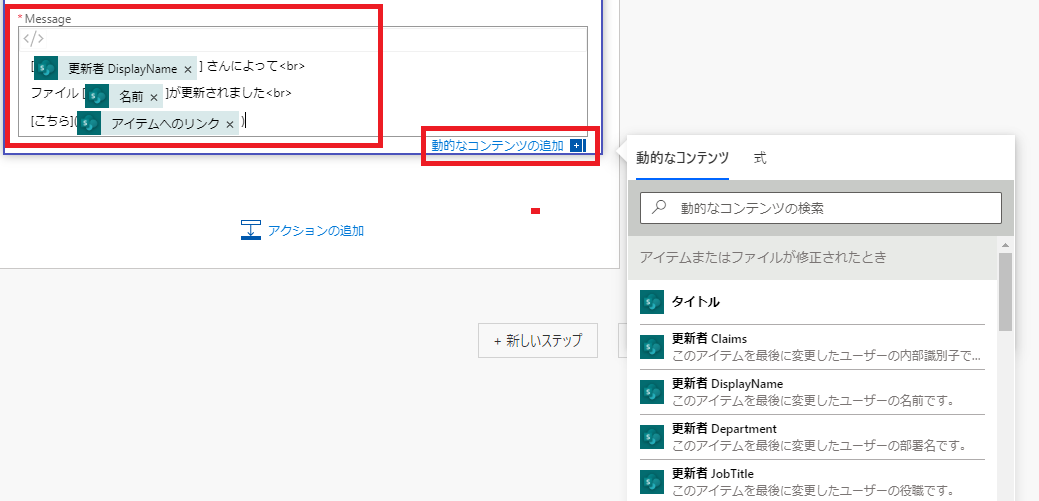 * Message
</>
[ 更新者 DisplayName × ] さんによって<br>
ファイル [ 名前 × ]が更新されました<br>
[こちら]( アイテムへのリンク × )
動的なコンテンツの追加
アクションの追加
+ 新しいステップ
動的なコンテンツ 式
動的なコンテンツの検索
アイテムまたはファイルが修正されたとき
タイトル
更新者 Claims
このアイテムを最後に変更したユーザーの内部識別子で...
更新者 DisplayName
このアイテムを最後に変更したユーザーの名前です。
更新者 Department
このアイテムを最後に変更したユーザーの部署名です。
更新者 JobTitle
このアイテムを最後に変更したユーザーの役職です。